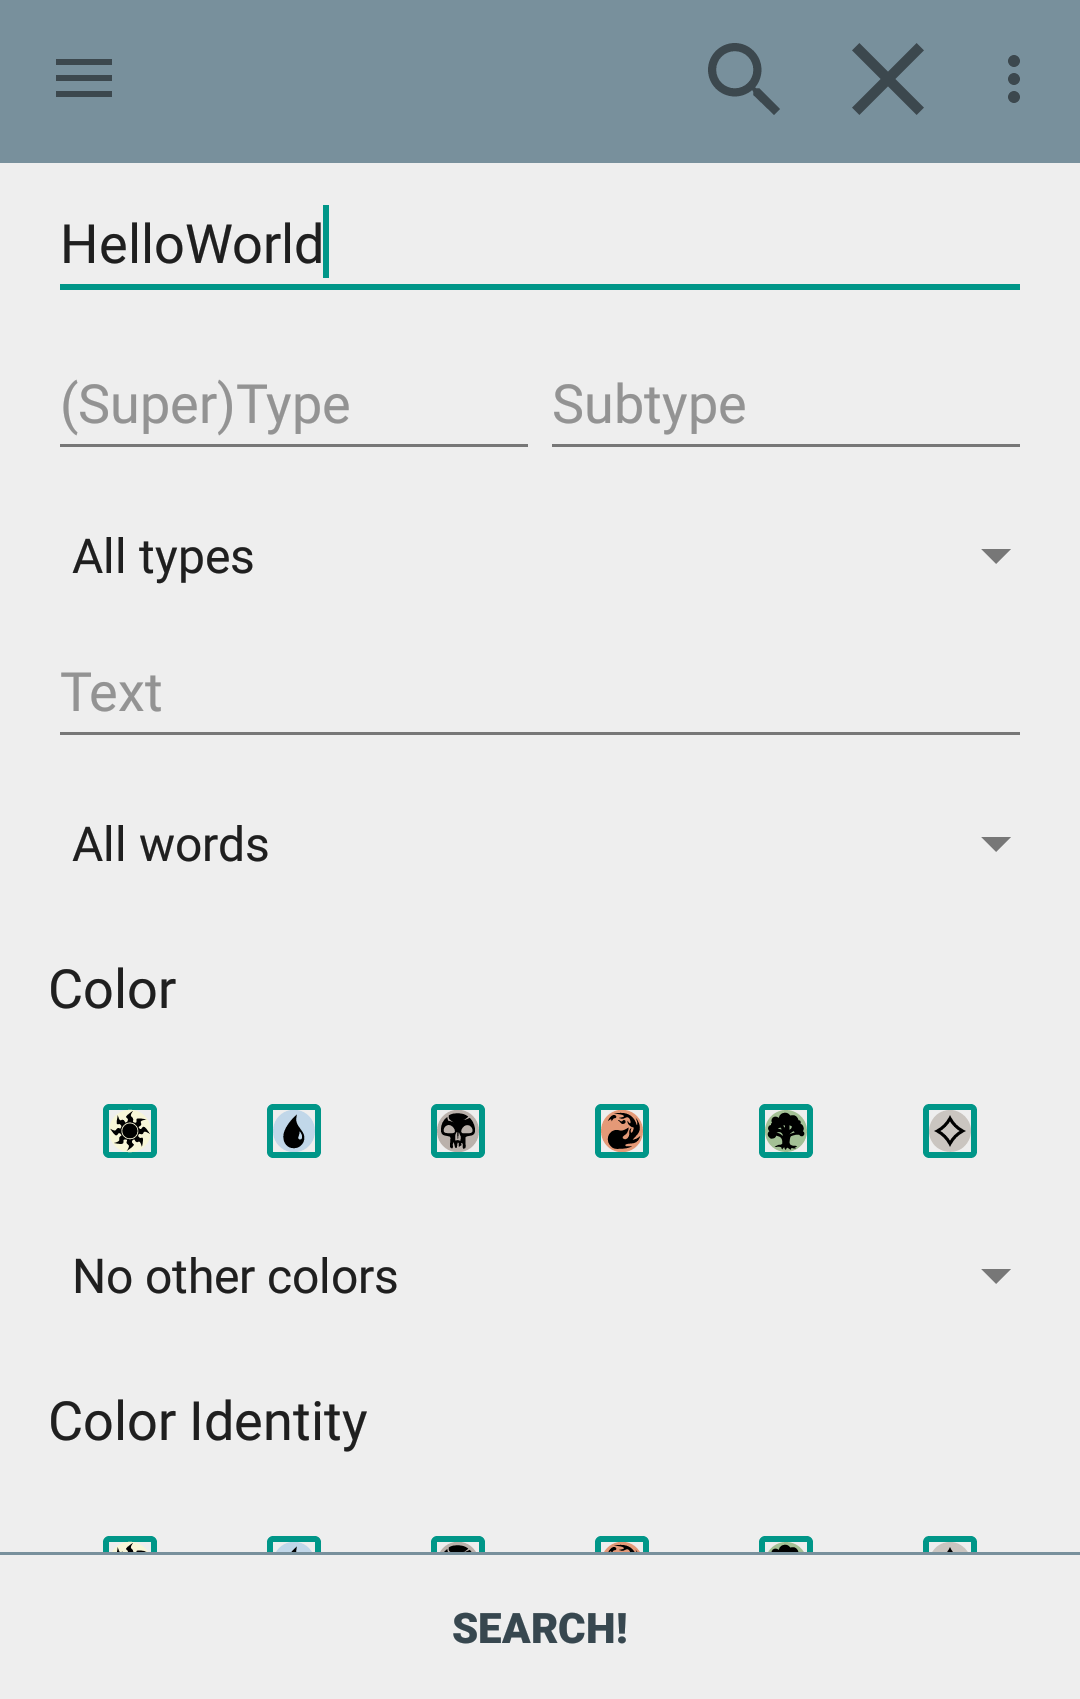 HelloWorld
(Super)Type Subtype
All types
Text
All words
Color
No other colors
Color Identity
SEARCH!